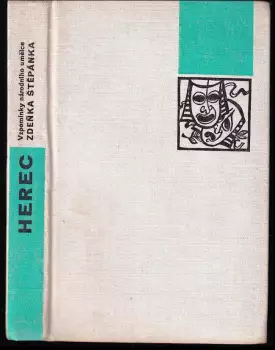 HEREC
Vzpomínky národního umělce
ZDEŇKA ŠTĚPÁNKA